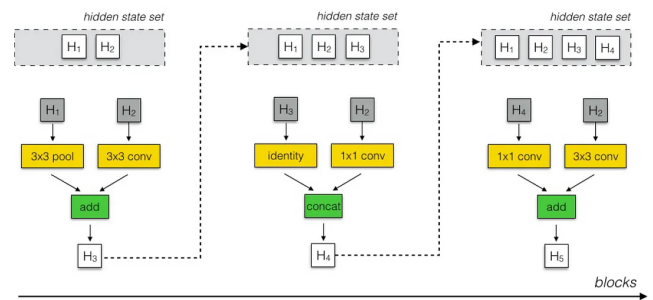 hidden state set
hidden state set
hidden state set
H1 H2
H1 H2 H3
H1 H2 H3 H4
H1 H2
H3 H2
H4 H2
3x3 pool 3x3 conv
identity 1x1 conv
1x1 conv 3x3 conv
add
concat
add
H3
H4
H5
blocks